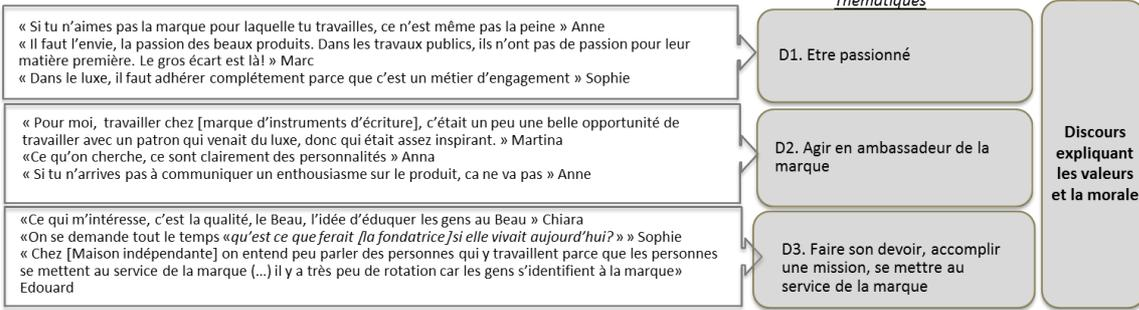 Thématiques
« Si tu n'aimes pas la marque pour laquelle tu travailles, ce n'est même pas la peine » Anne
« Il faut l'envie, la passion des beaux produits. Dans les travaux publics, ils n'ont pas de passion pour leur
matière première. Le gros écart est là! » Marc
« Dans le luxe, il faut adhérer complétement parce que c'est un métier d'engagement » Sophie
D1. Etre passionné
« Pour moi, travailler chez [marque d'instruments d'écriture], c'était un peu une belle opportunité de
travailler avec un patron qui venait du luxe, donc qui était assez inspirant. » Martina
«Ce qu'on cherche, ce sont clairement des personnalités » Anna
« Si tu n'arrives pas à communiquer un enthousiasme sur le produit, ca ne va pas » Anne
D2. Agir en ambassadeur de la
marque
«Ce qui m'intéresse, c'est la qualité, le Beau, l'idée d'éduquer les gens au Beau » Chiara
«On se demande tout le temps «qu'est ce que ferait [la fondatrice]si elle vivait aujourd'hui? » » Sophie
« Chez [Maison indépendante] on entend peu parler des personnes qui y travaillent parce que les personnes
se mettent au service de la marque (…) il y a très peu de rotation car les gens s'identifient à la marque»
Edouard
D3. Faire son devoir, accomplir
une mission, se mettre au
service de la marque
Discours
expliquant
les valeurs
et la morale